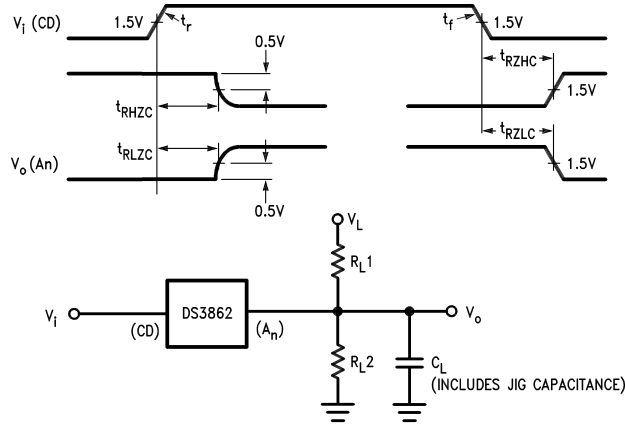 V_i (CD)
1.5V
t_r
t_f
1.5V
0.5V
t_RZHC
1.5V
t_RHZC
t_RLZC
t_RZLC
V_o (An)
1.5V
0.5V
V_L
R_L1
V_i
(CD)
DS3862
(A_n)
V_o
R_L2
C_L
(INCLUDES JIG CAPACITANCE)